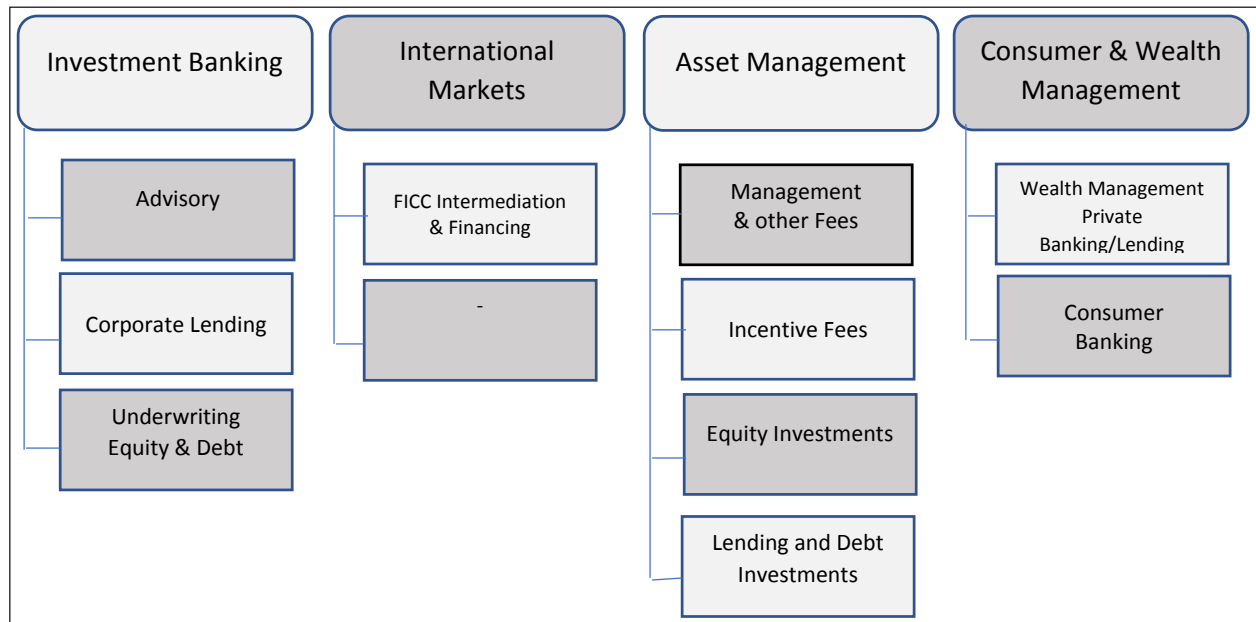 Investment Banking
Advisory
Corporate Lending
Underwriting
Equity & Debt
International
Markets
FICC Intermediation
& Financing
-
Asset Management
Management
& other Fees
Incentive Fees
Equity Investments
Lending and Debt
Investments
Consumer & Wealth
Management
Wealth Management
Private
Banking/Lending
Consumer
Banking